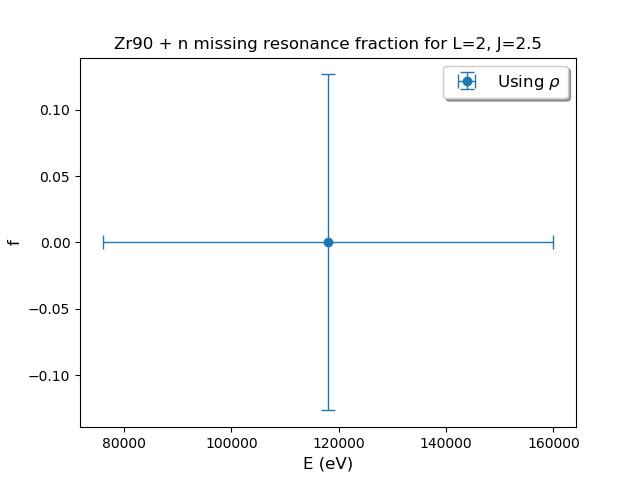 Zr90 + n missing resonance fraction for L=2, J=2.5
Using ρ
0.10
0.05
0.00
−0.05
−0.10
f
80000 100000 120000 140000 160000
E (eV)